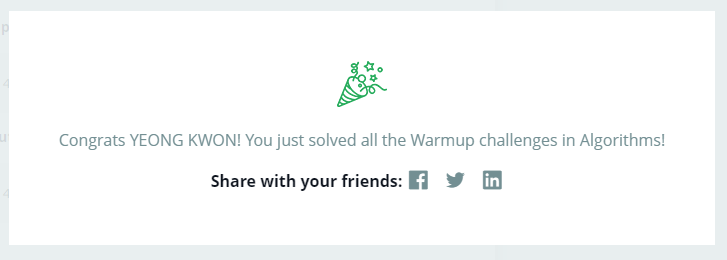 Congrats YEONG KWON! You just solved all the Warmup challenges in Algorithms!
Share with your friends: